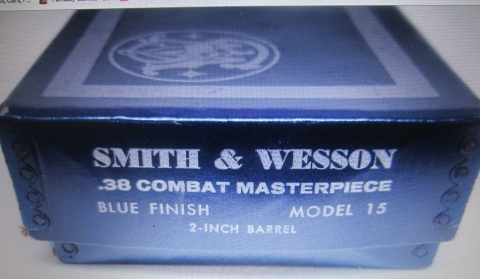 SMITH & WESSON
.38 COMBAT MASTERPIECE
BLUE FINISH MODEL 15
2-INCH BARREL